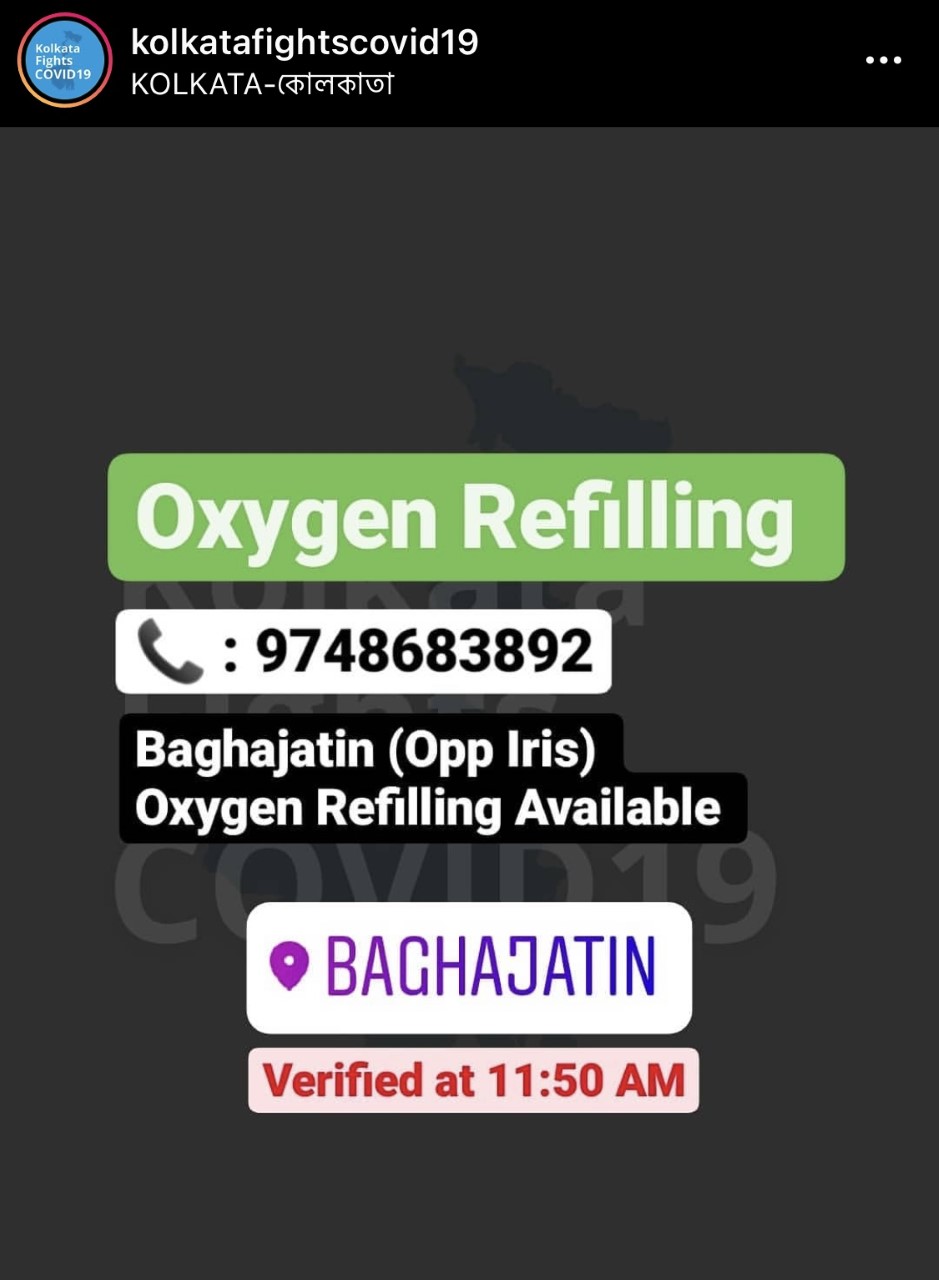 Kolkata
Fights
COVID19
kolkatafightscovid19
KOLKATA-কোলকাতা
Oxygen Refilling
Kolkata
: 9748683892
Fights
Baghajatin (Opp Iris)
Oxygen Refilling Available
COVID19
BAGHAJATIN
Verified at 11:50 AM